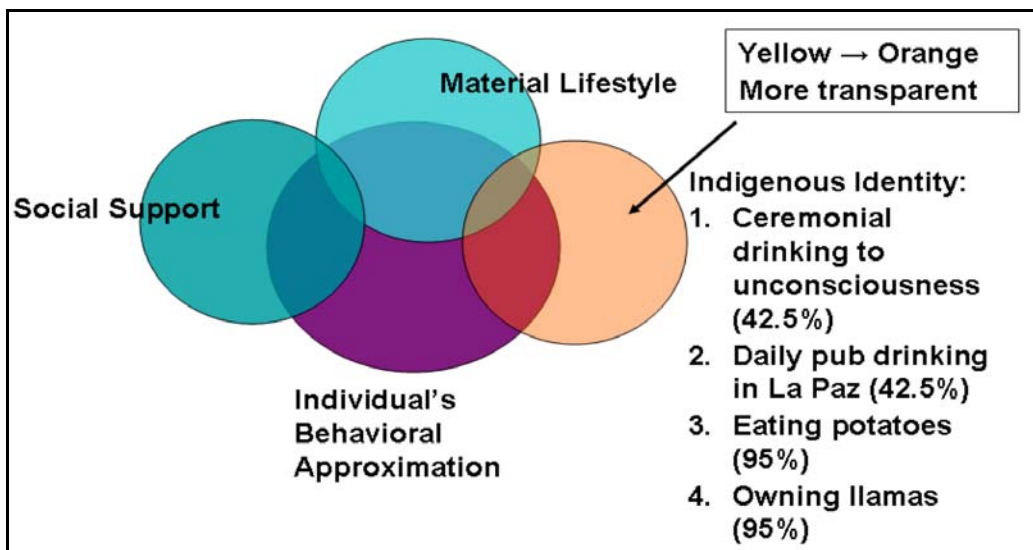 Material Lifestyle
Yellow → Orange
More transparent
Social Support
Individual's
Behavioral
Approximation
Indigenous Identity:
1. Ceremonial
drinking to
unconsciousness
(42.5%)
2. Daily pub drinking
in La Paz (42.5%)
3. Eating potatoes
(95%)
4. Owning llamas
(95%)